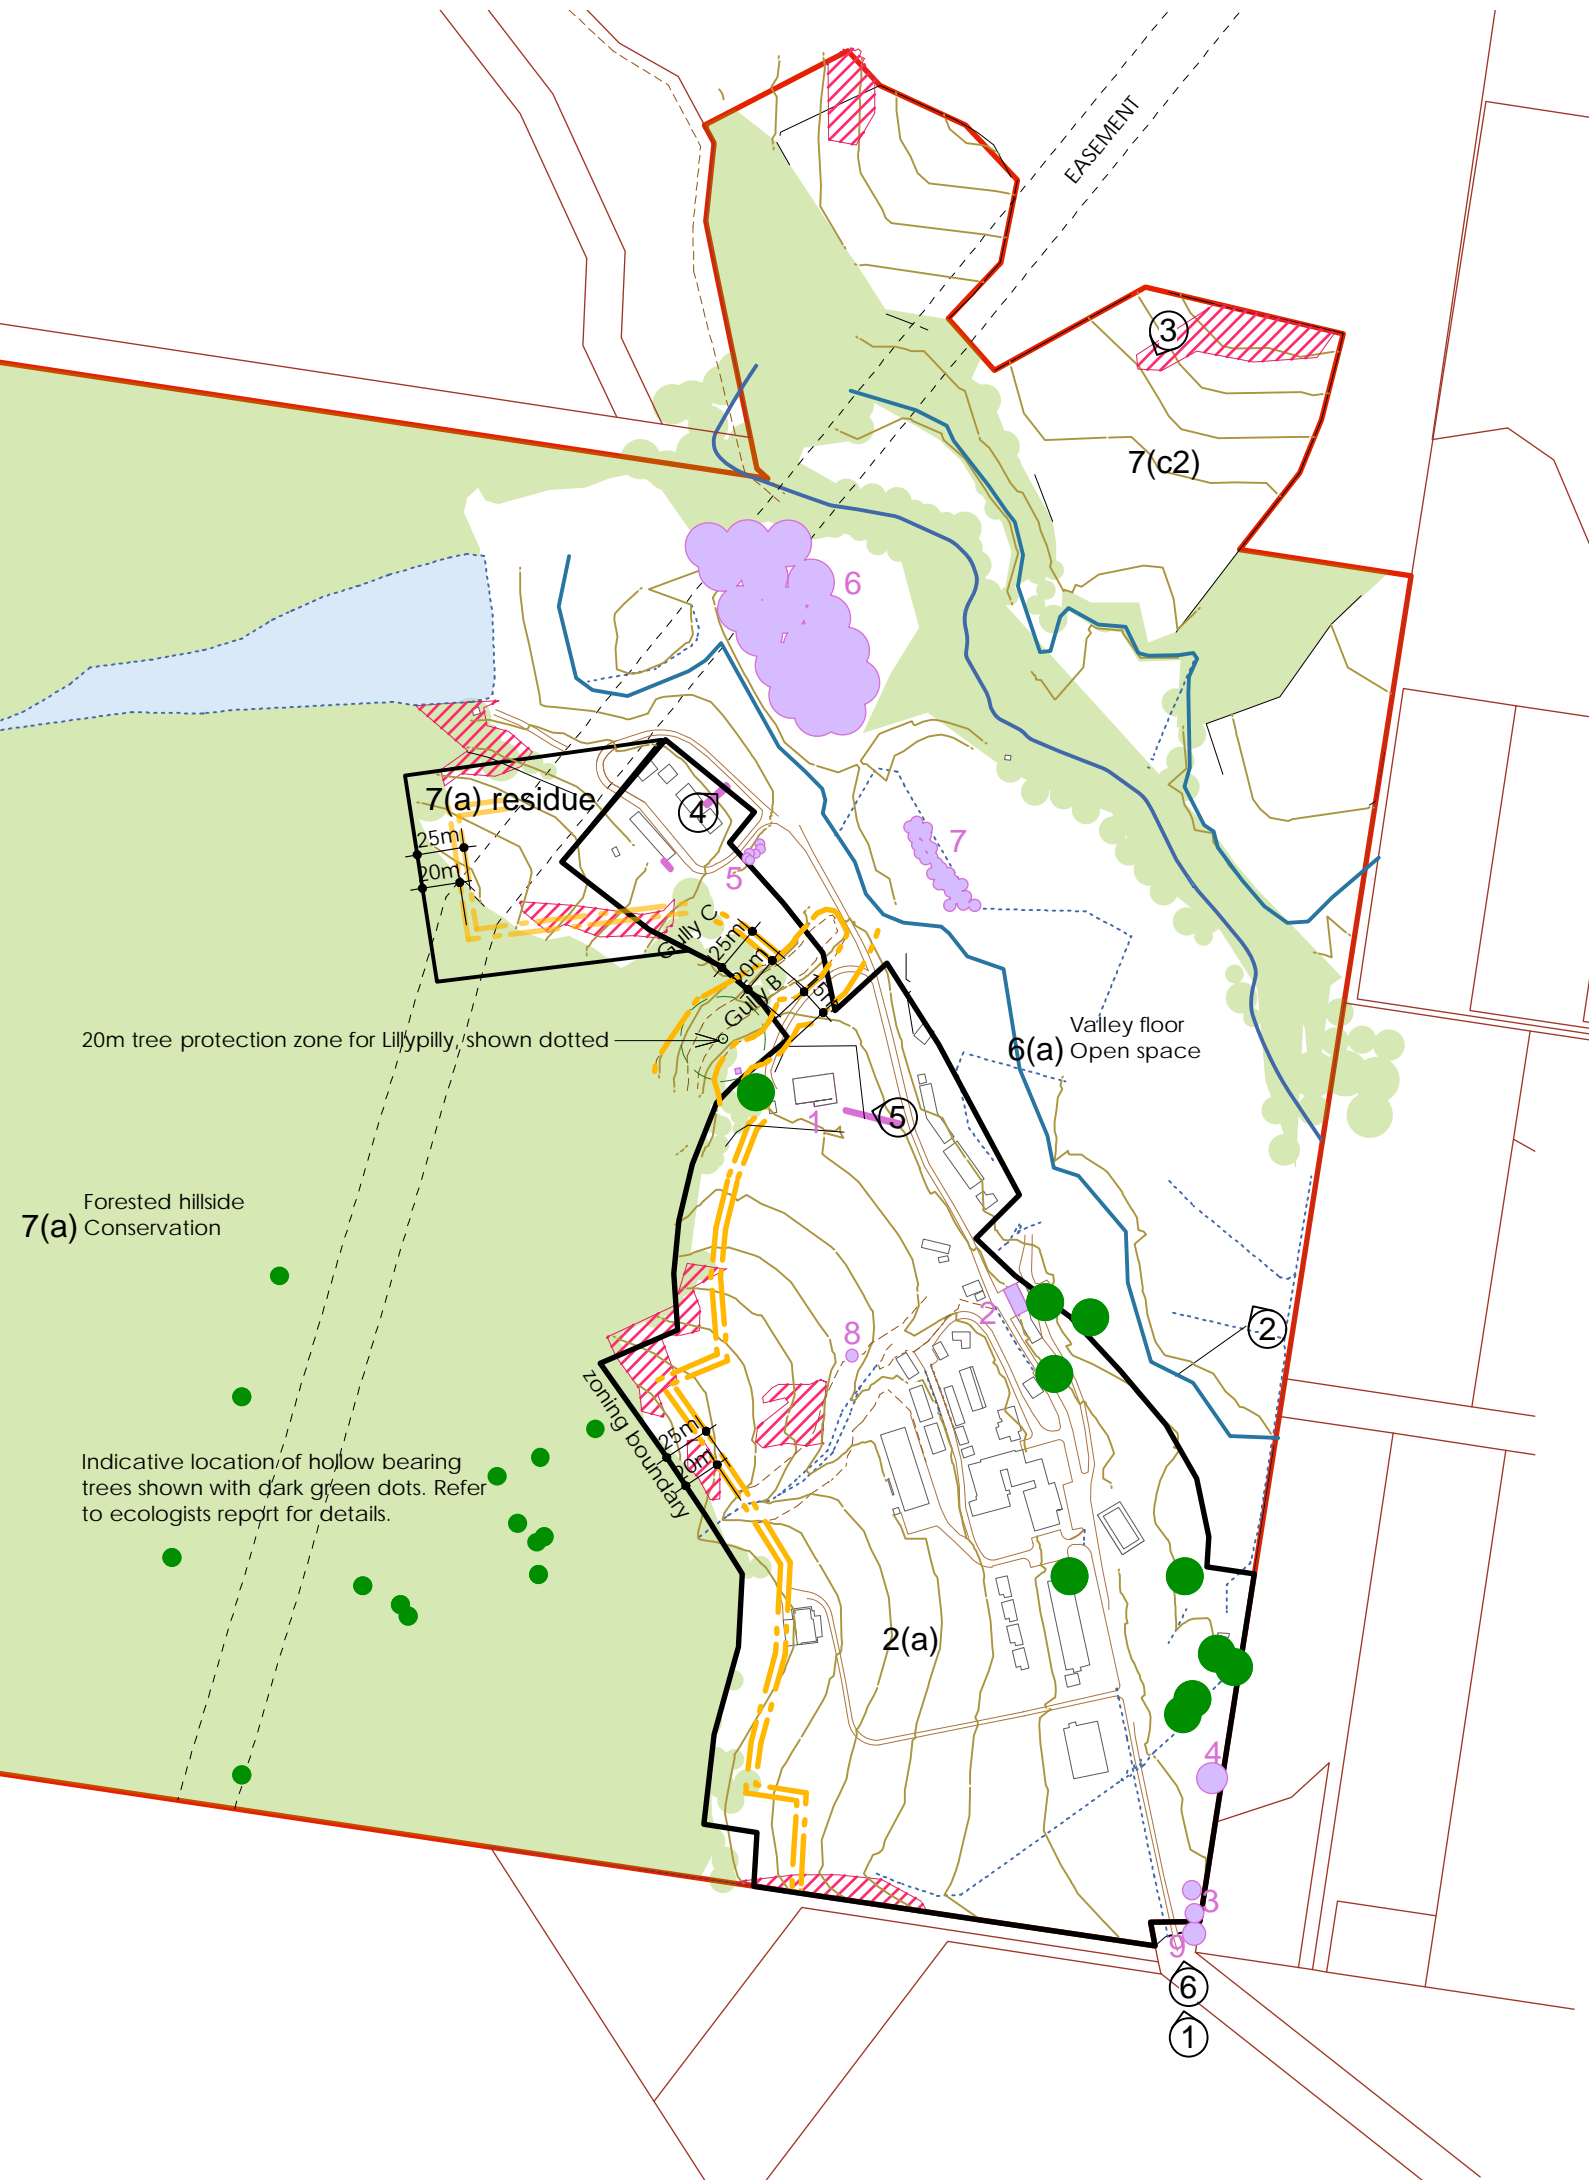 EASEMENT
3
7(c2)
6
7(a) residue
4
25m
20m
7
5
Gully C
25m
20m
15m
Gully B
20m tree protection zone for Lillypilly, shown dotted
Valley floor
6(a) Open space
1
5
Forested hillside
7(a) Conservation
2
2
8
zoning boundary
25m
20m
Indicative location of hollow bearing
trees shown with dark green dots. Refer
to ecologists report for details.
2(a)
4
3
9
6
1